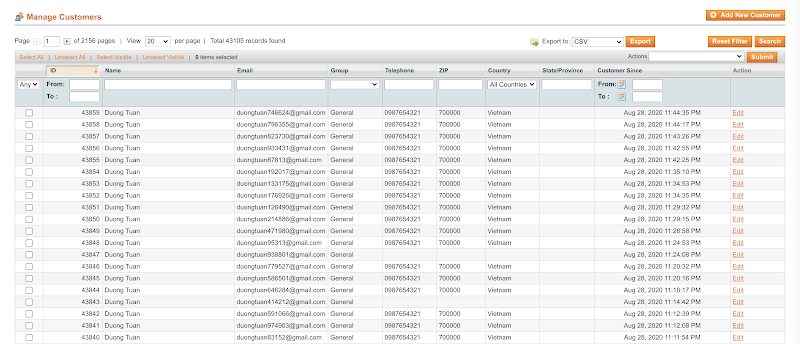 Manage Customers
Add New Customer
Page 1 of 2156 pages | View 20 per page | Total 43105 records found
Export to: CSV Export Reset Filter Search
Select All | Unselect All | Select Visible | Unselect Visible | 0 items selected
Actions Submit
ID Name Email Group Telephone ZIP Country State/Province Customer Since Action
Any From: All Countries From:
To : To :
43859 Duong Tuan duongtuan746624@gmail.com General 0987654321 700000 Vietnam Aug 28, 2020 11:44:35 PM Edit
43858 Duong Tuan duongtuan796355@gmail.com General 0987654321 700000 Vietnam Aug 28, 2020 11:44:17 PM Edit
43857 Duong Tuan duongtuan823730@gmail.com General 0987654321 700000 Vietnam Aug 28, 2020 11:43:26 PM Edit
43856 Duong Tuan duongtuan933431@gmail.com General 0987654321 700000 Vietnam Aug 28, 2020 11:42:55 PM Edit
43855 Duong Tuan duongtuan87813@gmail.com General 0987654321 700000 Vietnam Aug 28, 2020 11:42:25 PM Edit
43854 Duong Tuan duongtuan192017@gmail.com General 0987654321 700000 Vietnam Aug 28, 2020 11:35:10 PM Edit
43853 Duong Tuan duongtuan133175@gmail.com General 0987654321 700000 Vietnam Aug 28, 2020 11:34:53 PM Edit
43852 Duong Tuan duongtuan176926@gmail.com General 0987654321 700000 Vietnam Aug 28, 2020 11:34:35 PM Edit
43851 Duong Tuan duongtuan126490@gmail.com General 0987654321 700000 Vietnam Aug 28, 2020 11:29:32 PM Edit
43850 Duong Tuan duongtuan214886@gmail.com General 0987654321 700000 Vietnam Aug 28, 2020 11:29:15 PM Edit
43849 Duong Tuan duongtuan471980@gmail.com General 0987654321 700000 Vietnam Aug 28, 2020 11:28:58 PM Edit
43848 Duong Tuan duongtuan95313@gmail.com General 0987654321 700000 Vietnam Aug 28, 2020 11:24:53 PM Edit
43847 Duong Tuan duongtuan938801@gmail.com General Aug 28, 2020 11:24:08 PM Edit
43846 Duong Tuan duongtuan779527@gmail.com General 0987654321 700000 Vietnam Aug 28, 2020 11:20:32 PM Edit
43845 Duong Tuan duongtuan586501@gmail.com General 0987654321 700000 Vietnam Aug 28, 2020 11:20:16 PM Edit
43844 Duong Tuan duongtuan646284@gmail.com General 0987654321 700000 Vietnam Aug 28, 2020 11:18:17 PM Edit
43843 Duong Tuan duongtuan414212@gmail.com General Aug 28, 2020 11:14:42 PM Edit
43842 Duong Tuan duongtuan591066@gmail.com General 0987654321 700000 Vietnam Aug 28, 2020 11:12:39 PM Edit
43841 Duong Tuan duongtuan974903@gmail.com General 0987654321 700000 Vietnam Aug 28, 2020 11:12:08 PM Edit
43840 Duong Tuan duongtuan83152@gmail.com General 0987654321 700000 Vietnam Aug 28, 2020 11:11:54 PM Edit